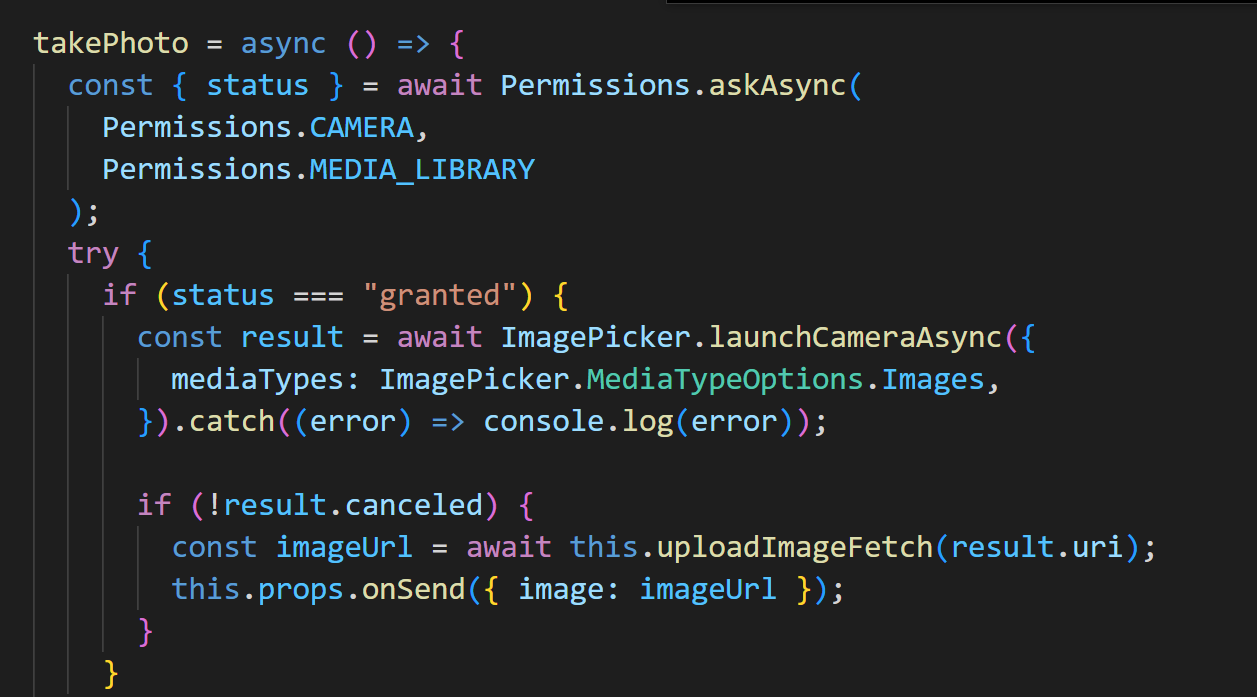 takePhoto = async () => {
  const { status } = await Permissions.askAsync(
    Permissions.CAMERA,
    Permissions.MEDIA_LIBRARY
  );
  try {
    if (status === "granted") {
      const result = await ImagePicker.launchCameraAsync({
        mediaTypes: ImagePicker.MediaTypeOptions.Images,
      }).catch((error) => console.log(error));

      if (!result.canceled) {
        const imageUrl = await this.uploadImageFetch(result.uri);
        this.props.onSend({ image: imageUrl });
      }
    }